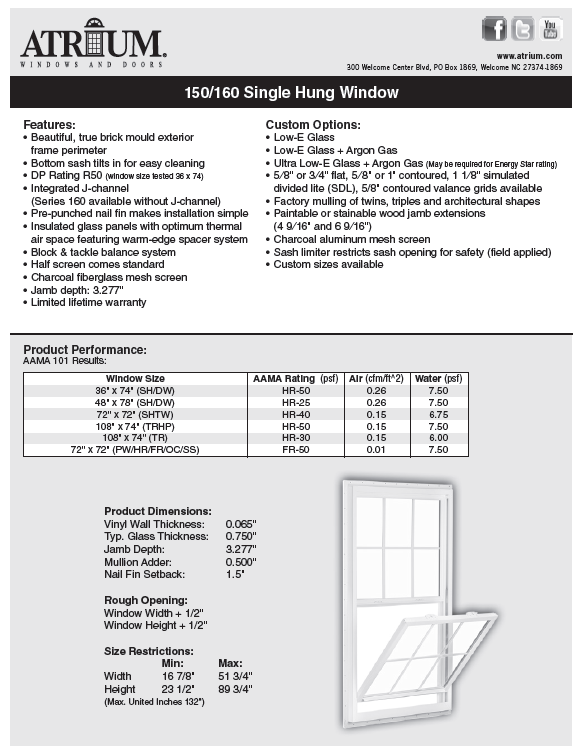 ATRIUM.
WINDOWS AND DOORS
You Tube
www.atrium.com
300 Welcome Center Blvd, PO Box 1869, Welcome NC 27374-1869
150/160 Single Hung Window
Features:
• Beautiful, true brick mould exterior
frame perimeter
• Bottom sash tilts in for easy cleaning
• DP Rating R50 (window size tested 36 x 74)
• Integrated J-channel
(Series 160 available without J-channel)
• Pre-punched nail fin makes installation simple
• Insulated glass panels with optimum thermal
air space featuring warm-edge spacer system
• Block & tackle balance system
• Half screen comes standard
• Charcoal fiberglass mesh screen
• Jamb depth: 3.277"
• Limited lifetime warranty
Custom Options:
• Low-E Glass
• Low-E Glass + Argon Gas
• Ultra Low-E Glass + Argon Gas (May be required for Energy Star rating)
• 5/8" or 3/4" flat, 5/8" or 1" contoured, 1 1/8" simulated
divided lite (SDL), 5/8" contoured valance grids available
• Factory mulling of twins, triples and architectural shapes
• Paintable or stainable wood jamb extensions
(4 9/16" and 6 9/16")
• Charcoal aluminum mesh screen
• Sash limiter restricts sash opening for safety (field applied)
• Custom sizes available
Product Performance:
AAMA 101 Results:
Window Size AAMA Rating (psf) Air (cfm/ft^2) Water (psf)
36" x 74" (SH/DW) HR-50 0.26 7.50
48" x 78" (SH/DW) HR-25 0.26 7.50
72" x 72" (SHTW) HR-40 0.15 6.75
108" x 74" (TRHP) HR-50 0.15 7.50
108" x 74" (TR) HR-30 0.15 6.00
72" x 72" (PW/HR/FR/OC/SS) FR-50 0.01 7.50
Product Dimensions:
Vinyl Wall Thickness: 0.065"
Typ. Glass Thickness: 0.750"
Jamb Depth: 3.277"
Mullion Adder: 0.500"
Nail Fin Setback: 1.5"
Rough Opening:
Window Width + 1/2"
Window Height + 1/2"
Size Restrictions:
Min: Max:
Width 16 7/8" 51 3/4"
Height 23 1/2" 89 3/4"
(Max. United Inches 132")